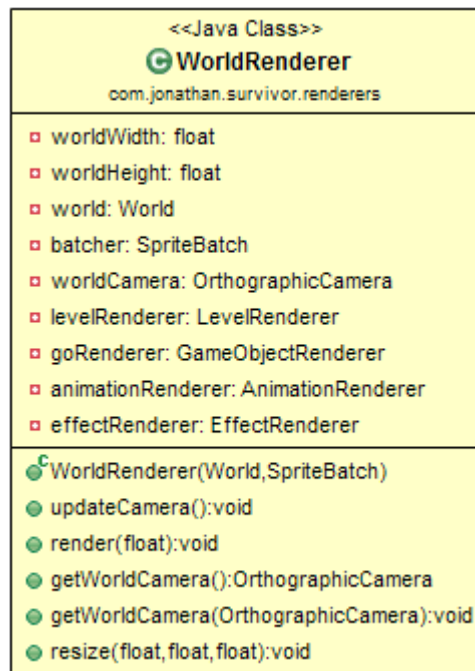 <<Java Class>>
C WorldRenderer
com.jonathan.survivor.renderers
worldWidth: float
worldHeight: float
world: World
batcher: SpriteBatch
worldCamera: OrthographicCamera
levelRenderer: LevelRenderer
goRenderer: GameObjectRenderer
animationRenderer: AnimationRenderer
effectRenderer: EffectRenderer
C WorldRenderer(World,SpriteBatch)
updateCamera():void
render(float):void
getWorldCamera():OrthographicCamera
getWorldCamera(OrthographicCamera):void
resize(float,float,float):void